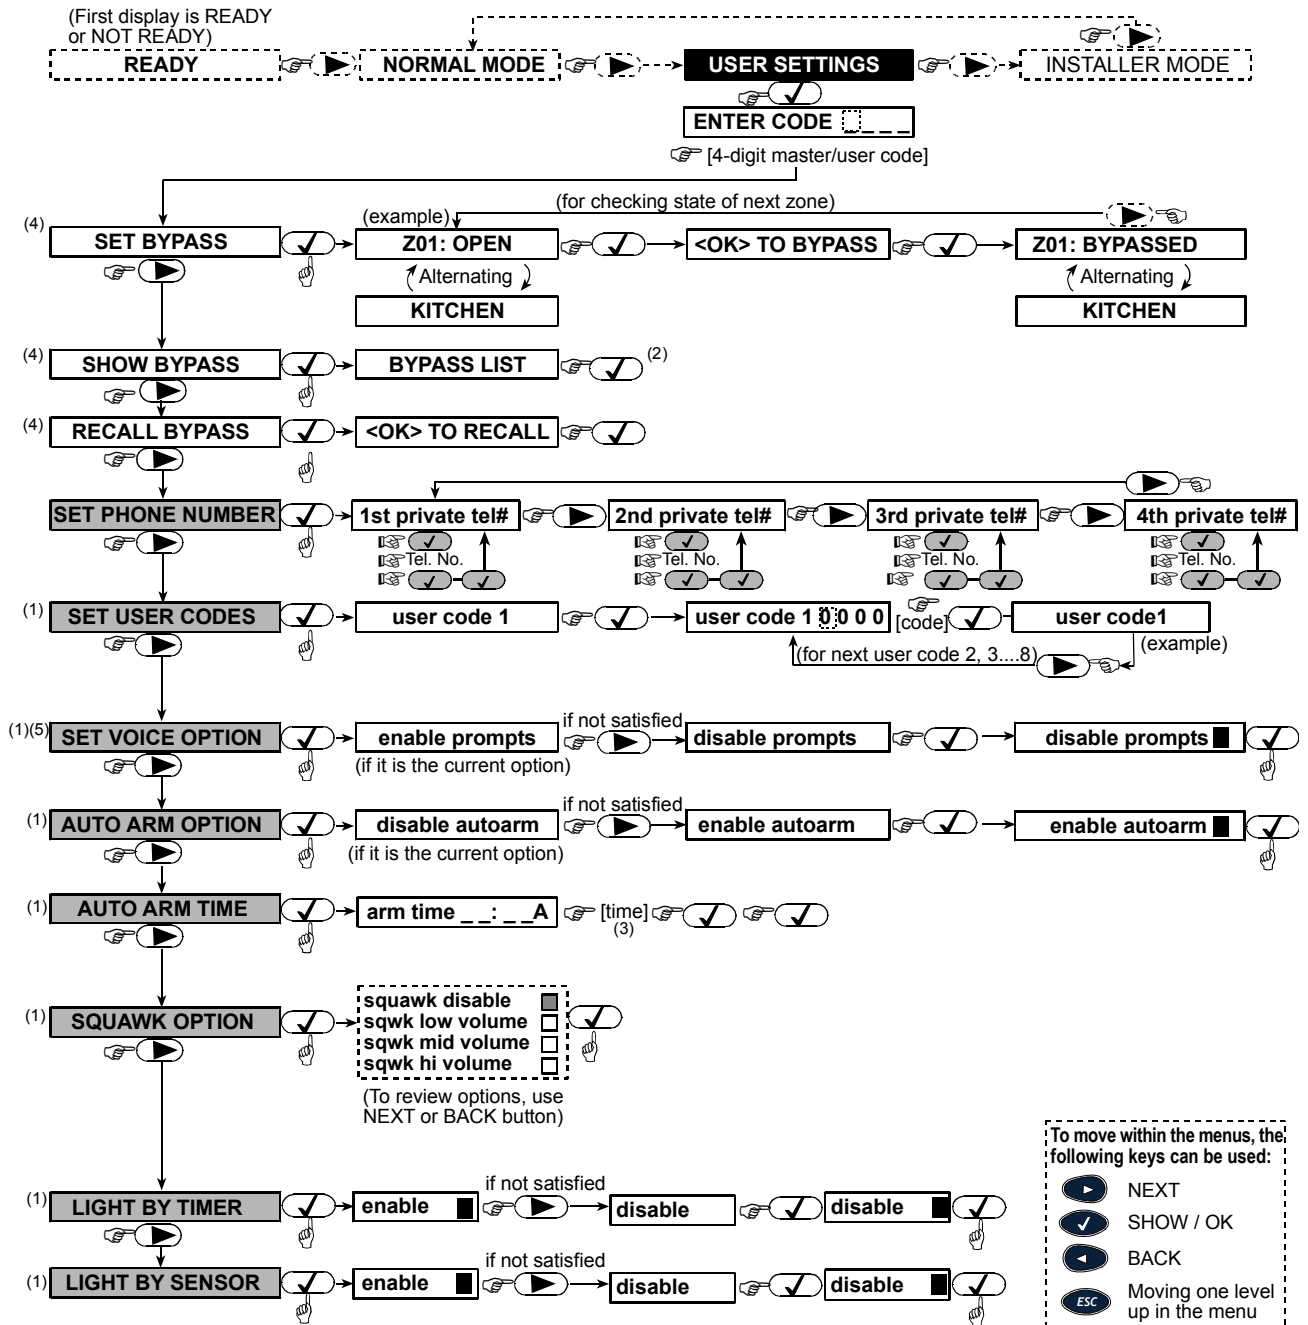 (First display is READY
or NOT READY)
READY
NORMAL MODE
USER SETTINGS
INSTALLER MODE
ENTER CODE _ _ _ _
[4-digit master/user code]
(for checking state of next zone)
(4) SET BYPASS
(example)
Z01: OPEN
<OK> TO BYPASS
Z01: BYPASSED
Alternating
Alternating
KITCHEN
KITCHEN
(4) SHOW BYPASS
BYPASS LIST
(2)
(4) RECALL BYPASS
<OK> TO RECALL
SET PHONE NUMBER
1st private tel#
2nd private tel#
3rd private tel#
4th private tel#
Tel. No.
Tel. No.
Tel. No.
Tel. No.
(1) SET USER CODES
user code 1
user code 1 0 0 0 0
[code]
user code1
(example)
(for next user code 2, 3....8)
(1)(5) SET VOICE OPTION
enable prompts
(if it is the current option)
if not satisfied
disable prompts
disable prompts
(1) AUTO ARM OPTION
disable autoarm
(if it is the current option)
if not satisfied
enable autoarm
enable autoarm
(1) AUTO ARM TIME
arm time _ _: _ _A
[time]
(3)
(1) SQUAWK OPTION
squawk disable
sqwk low volume
sqwk mid volume
sqwk hi volume
(To review options, use
NEXT or BACK button)
(1) LIGHT BY TIMER
enable
if not satisfied
disable
disable
(1) LIGHT BY SENSOR
enable
if not satisfied
disable
disable
To move within the menus, the
following keys can be used:
NEXT
SHOW / OK
BACK
ESC
Moving one level
up in the menu